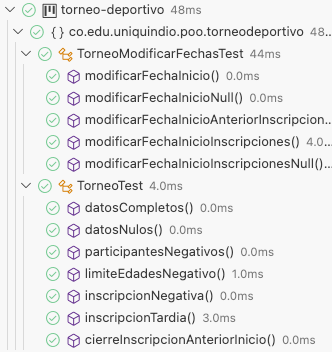 torneo-deportivo 48ms
{ } co.edu.uniquindio.poo.torneodeportivo 48...
TorneoModificarFechasTest 44ms
modificarFechaInicio() 0.0ms
modificarFechaInicioNull() 0.0ms
modificarFechaInicioAnteriorInscripcion...
modificarFechaInicioInscripciones() 4.0...
modificarFechaInicioInscripcionesNull()...
TorneoTest 4.0ms
datosCompletos() 0.0ms
datosNulos() 0.0ms
participantesNegativos() 0.0ms
limiteEdadesNegativo() 1.0ms
inscripcionNegativa() 0.0ms
inscripcionTardia() 3.0ms
cierreInscripcionAnteriorInicio() 0.0ms